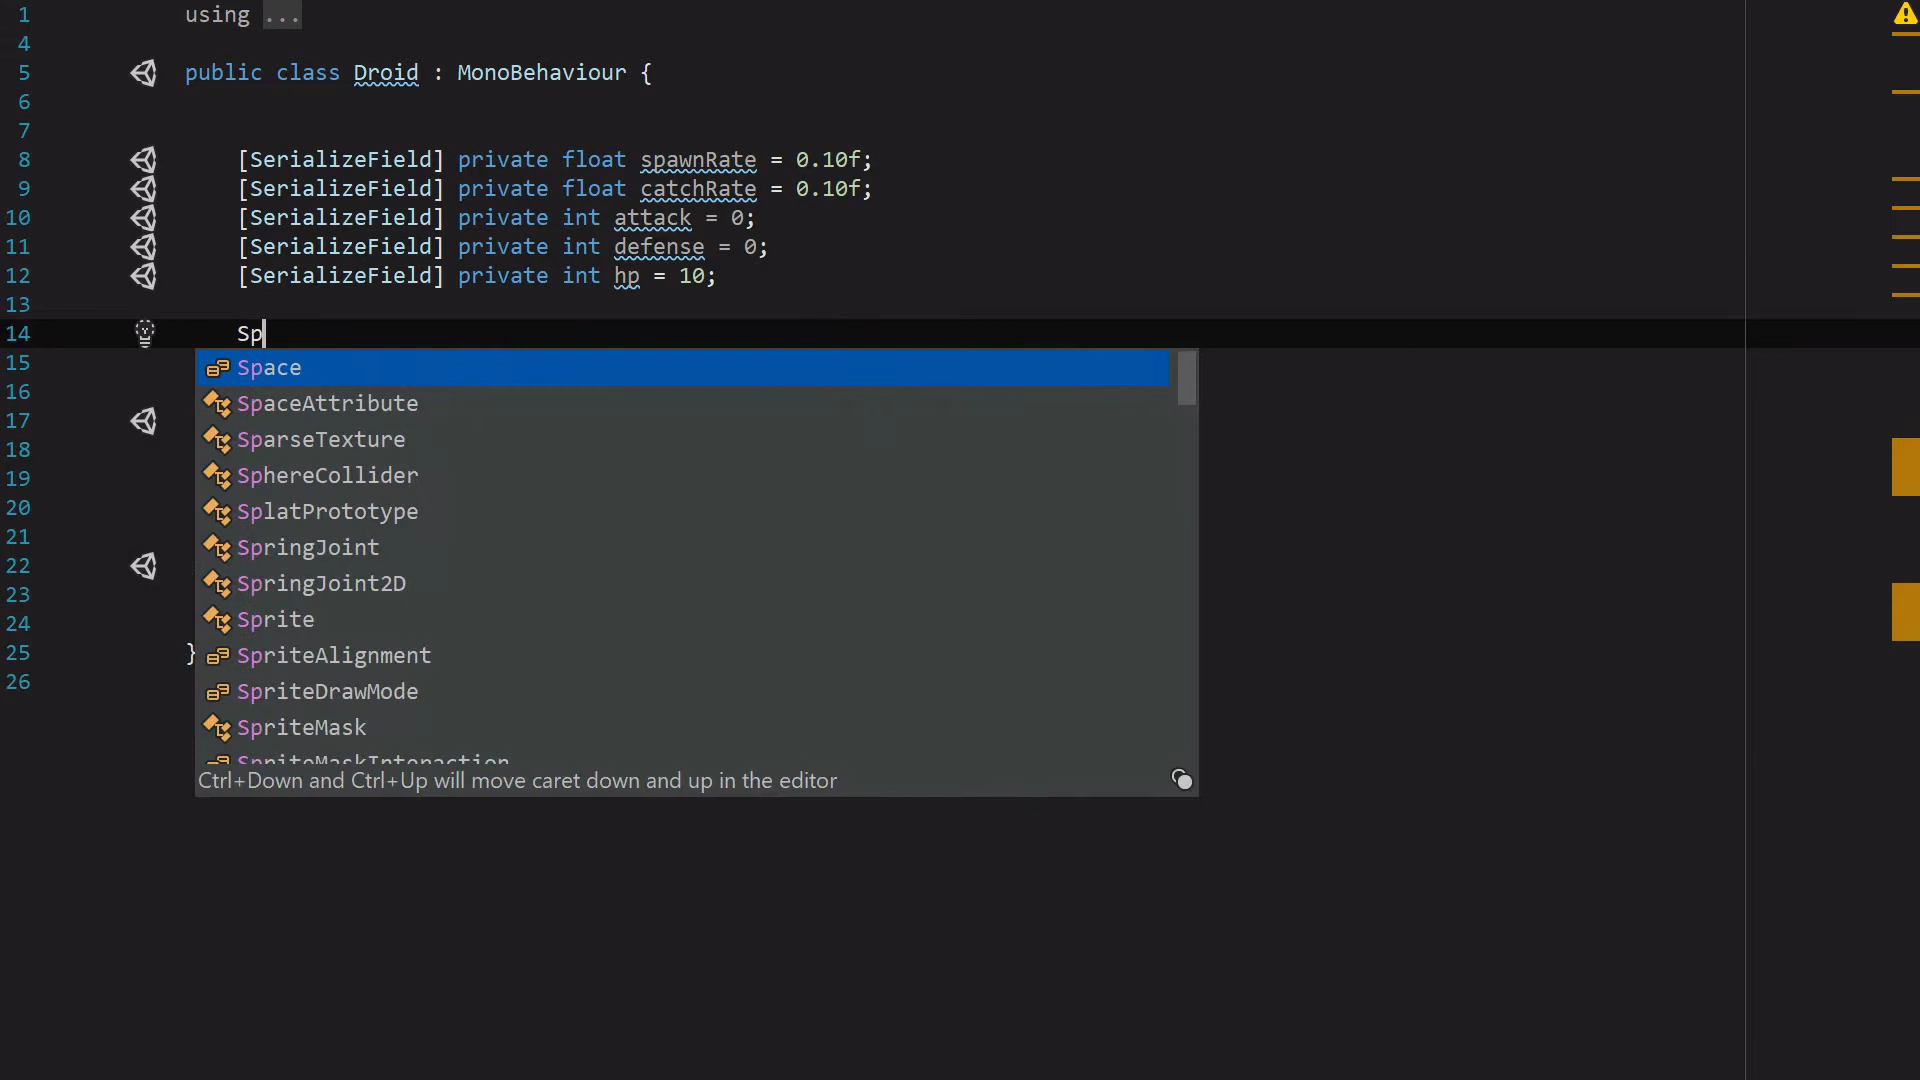 1 using ...
4
5 public class Droid : MonoBehaviour {
6
7
8 [SerializeField] private float spawnRate = 0.10f;
9 [SerializeField] private float catchRate = 0.10f;
10 [SerializeField] private int attack = 0;
11 [SerializeField] private int defense = 0;
12 [SerializeField] private int hp = 10;
13
14 Sp
15 Space
16 SpaceAttribute
17 SparseTexture
18 SphereCollider
19
20 SplatPrototype
21 SpringJoint
22 SpringJoint2D
23
24 Sprite
25 } SpriteAlignment
26 SpriteDrawMode
SpriteMask
SpriteMaskInteraction
Ctrl+Down and Ctrl+Up will move caret down and up in the editor